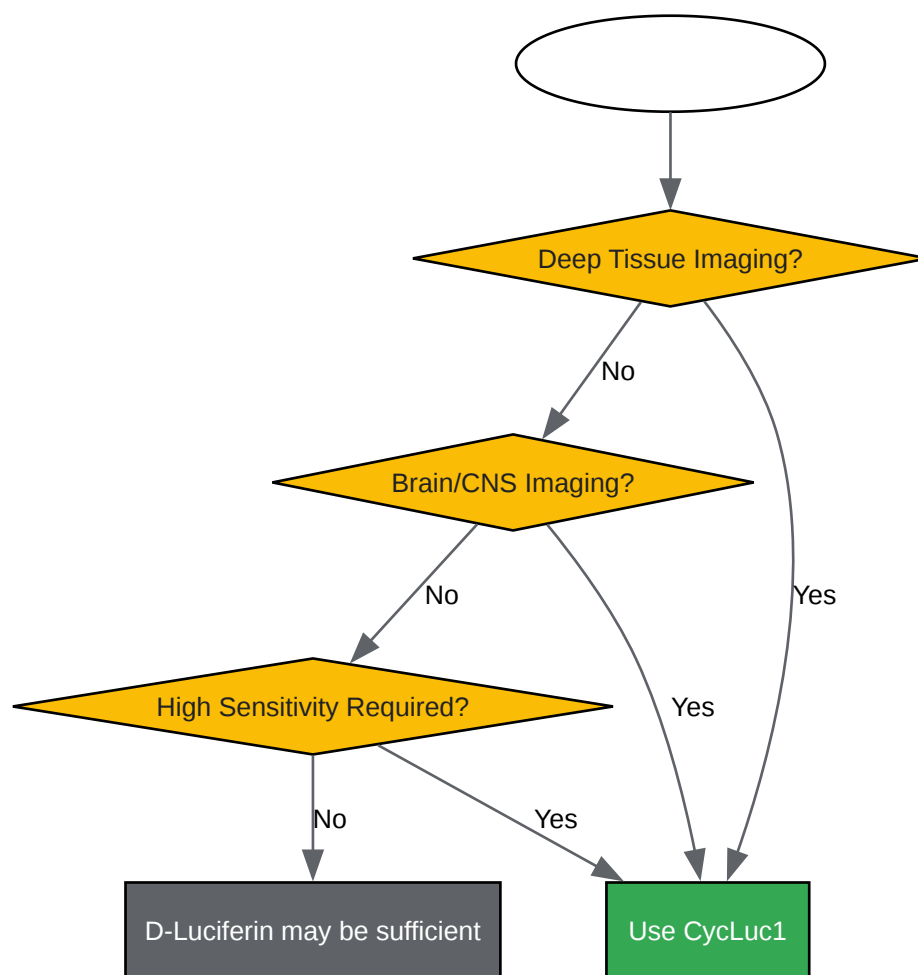 Deep Tissue Imaging?
No
Brain/CNS Imaging?
No
Yes
High Sensitivity Required?
Yes
No
Yes
D-Luciferin may be sufficient
Use CycLuc1